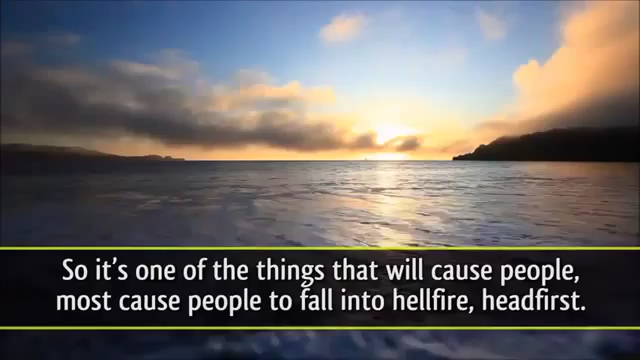 So it's one of the things that will cause people,
most cause people to fall into hellfire, headfirst.